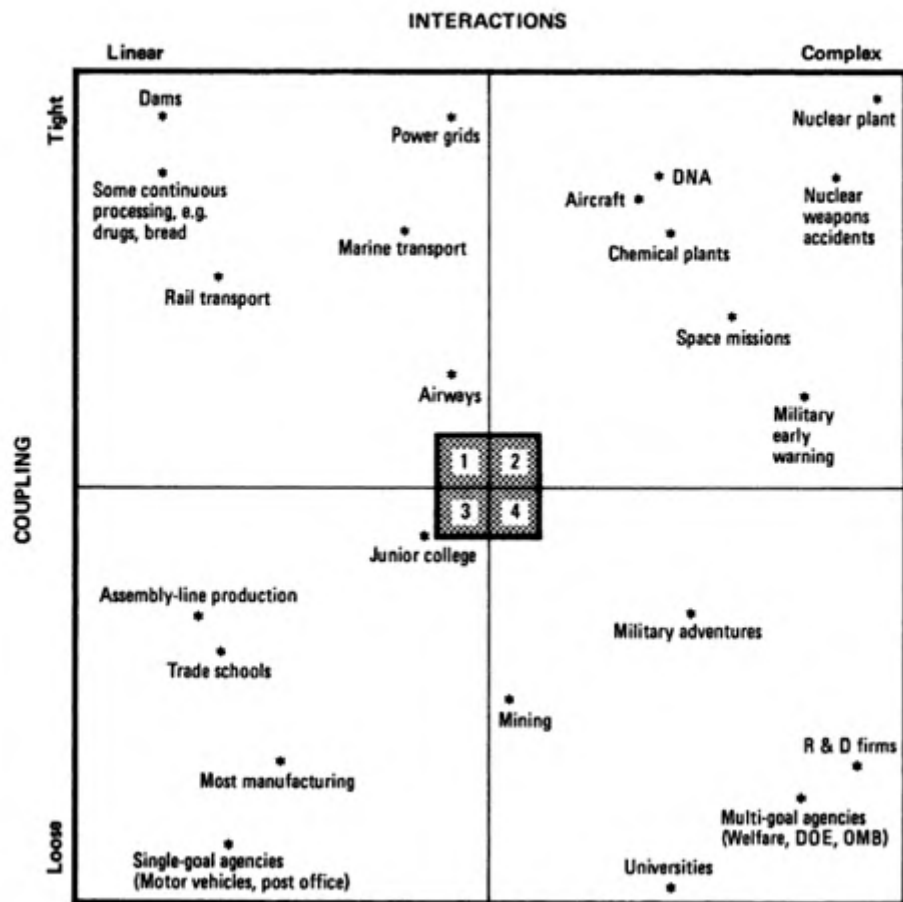 INTERACTIONS
Linear
Complex
Tight
COUPLING
Loose
Dams
Some continuous
processing, e.g.
drugs, bread
Rail transport
Power grids
Marine transport
Airways
1
2
3
4
Nuclear plant
DNA
Aircraft
Chemical plants
Nuclear
weapons
accidents
Space missions
Military
early
warning
Junior college
Assembly-line production
Trade schools
Most manufacturing
Single-goal agencies
(Motor vehicles, post office)
Military adventures
Mining
R & D firms
Multi-goal agencies
(Welfare, DOE, OMB)
Universities